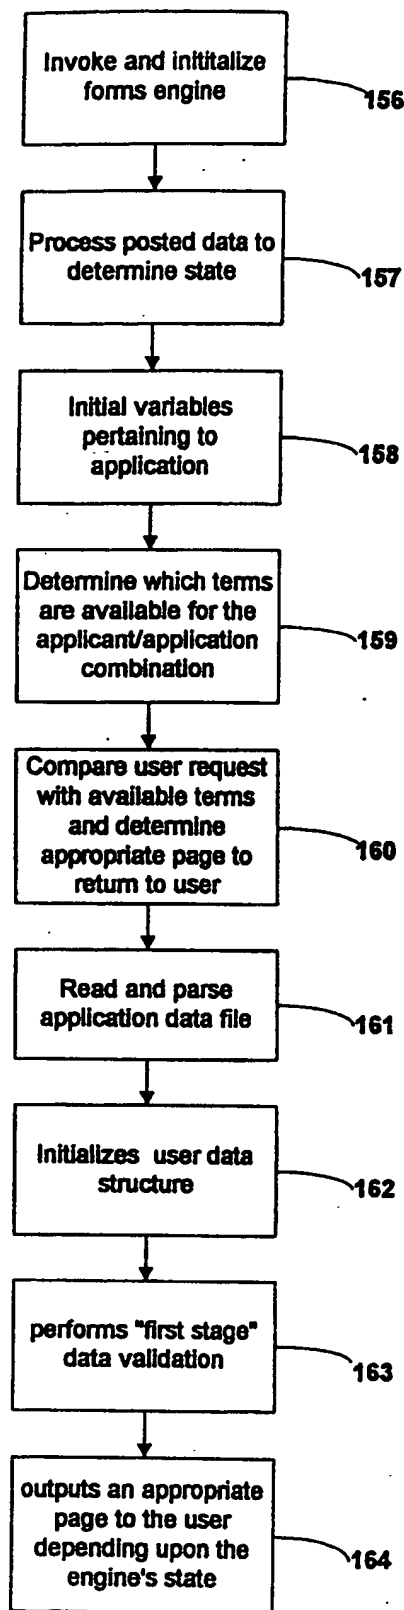 Invoke and inititalize
forms engine
156
Process posted data to
determine state
157
Initial variables
pertaining to
application
158
Determine which terms
are available for the
applicant/application
combination
159
Compare user request
with available terms
and determine
appropriate page to
return to user
160
Read and parse
application data file
161
Initializes user data
structure
162
performs "first stage"
data validation
163
outputs an appropriate
page to the user
depending upon the
engine's state
164